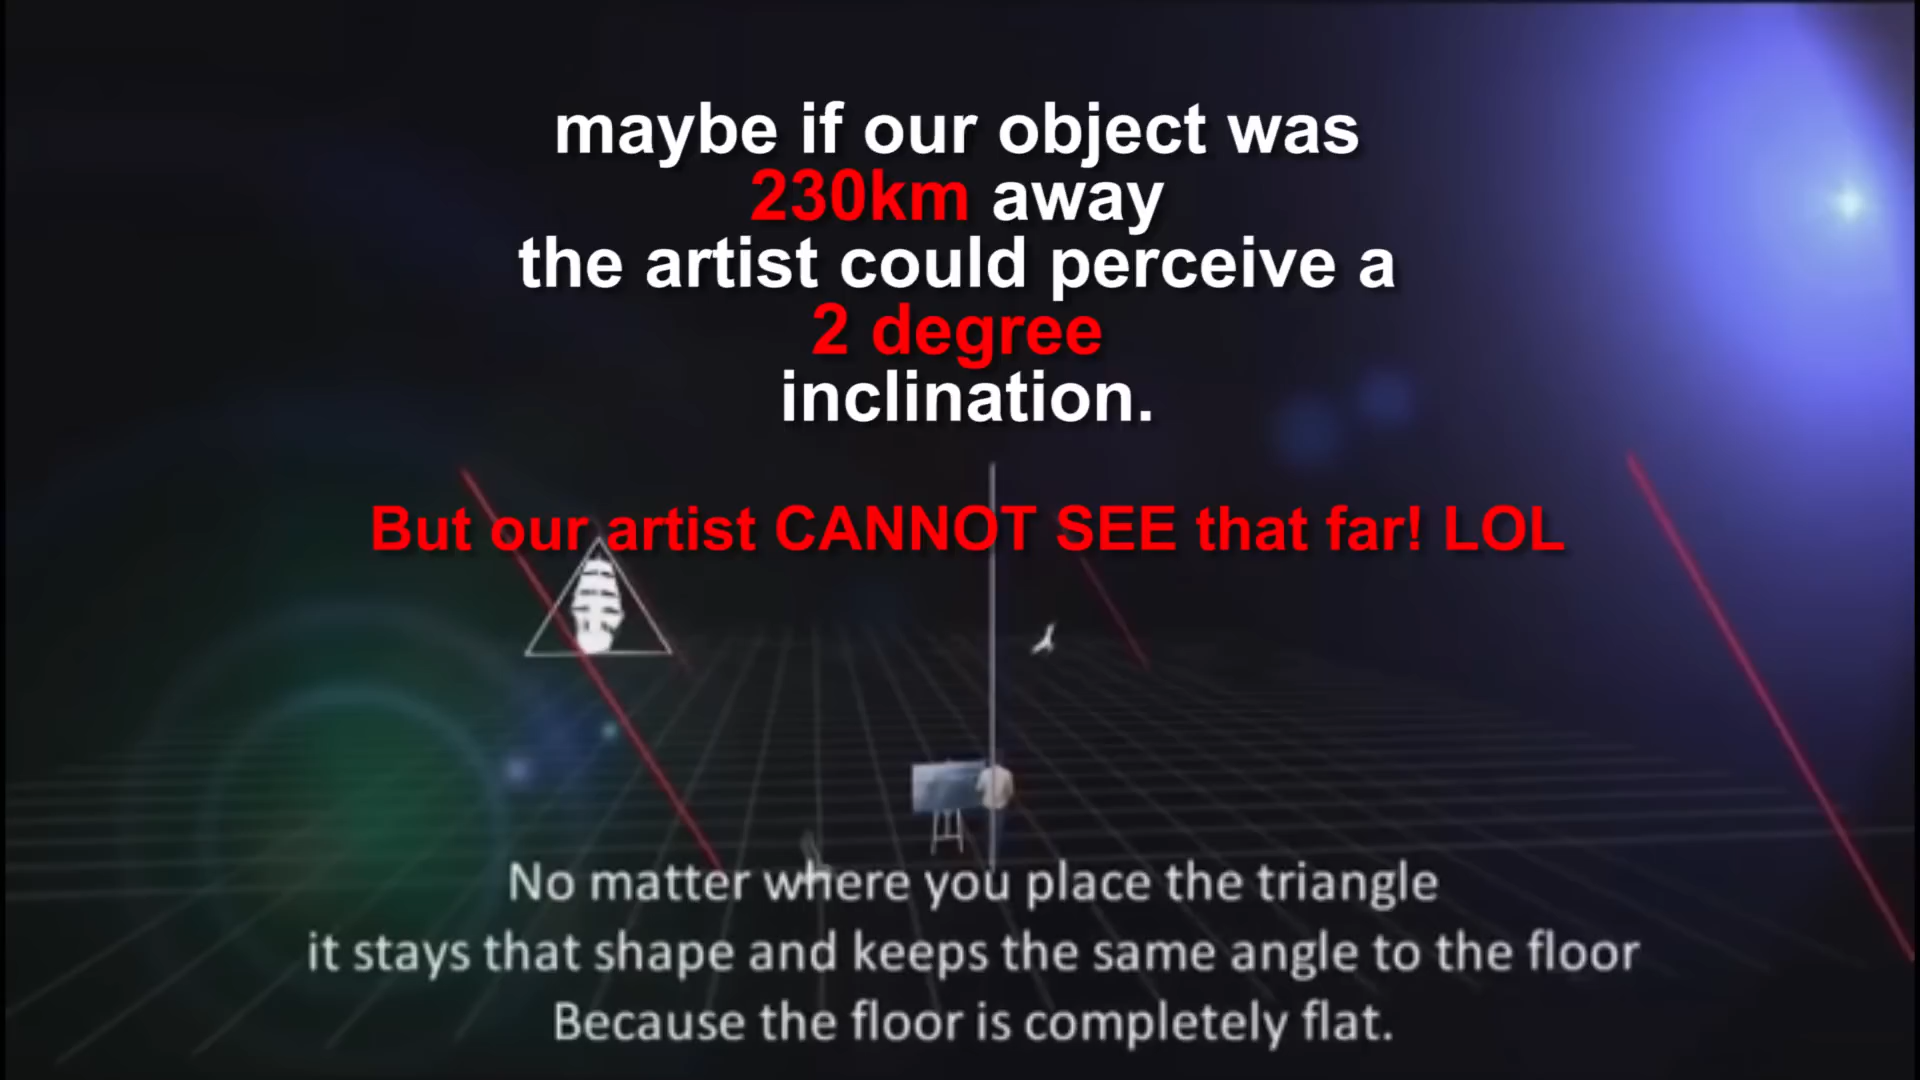 maybe if our object was
230km away
the artist could perceive a
2 degree
inclination.
But our artist CANNOT SEE that far! LOL
No matter where you place the triangle
it stays that shape and keeps the same angle to the floor
Because the floor is completely flat.